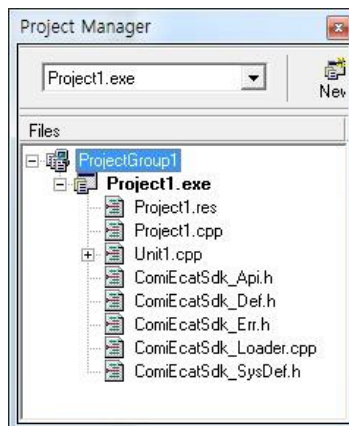 Project Manager
Project1.exe
New
Files
ProjectGroup1
Project1.exe
Project1.res
Project1.cpp
Unit1.cpp
ComiEcatSdk_Api.h
ComiEcatSdk_Def.h
ComiEcatSdk_Err.h
ComiEcatSdk_Loader.cpp
ComiEcatSdk_SysDef.h